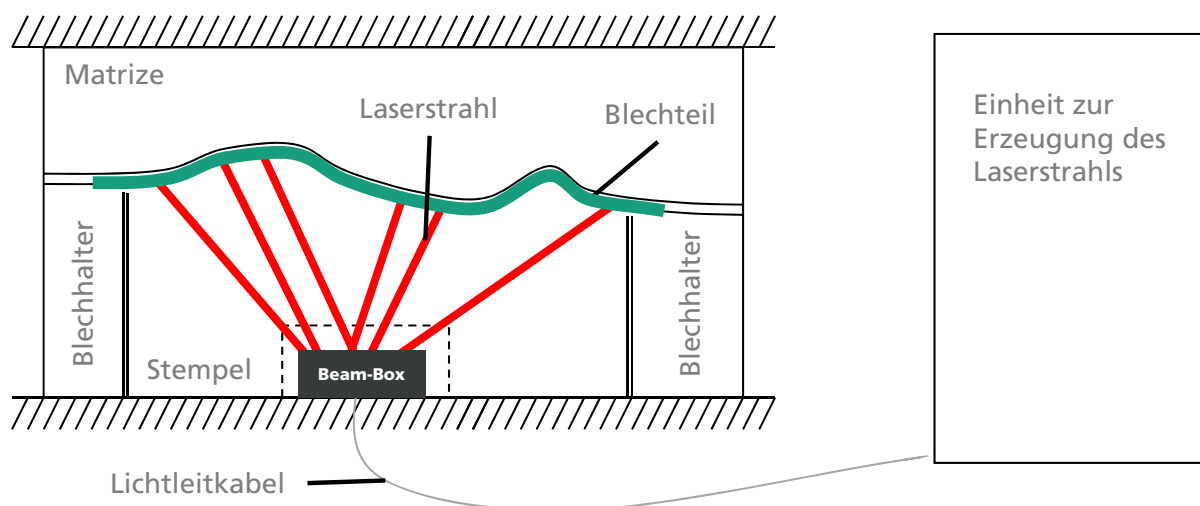 Matrize
Laserstrahl
Blechteil
Einheit zur
Erzeugung des
Laserstrahls
Blechhalter
Blechhalter
Stempel
Beam-Box
Lichtleitkabel